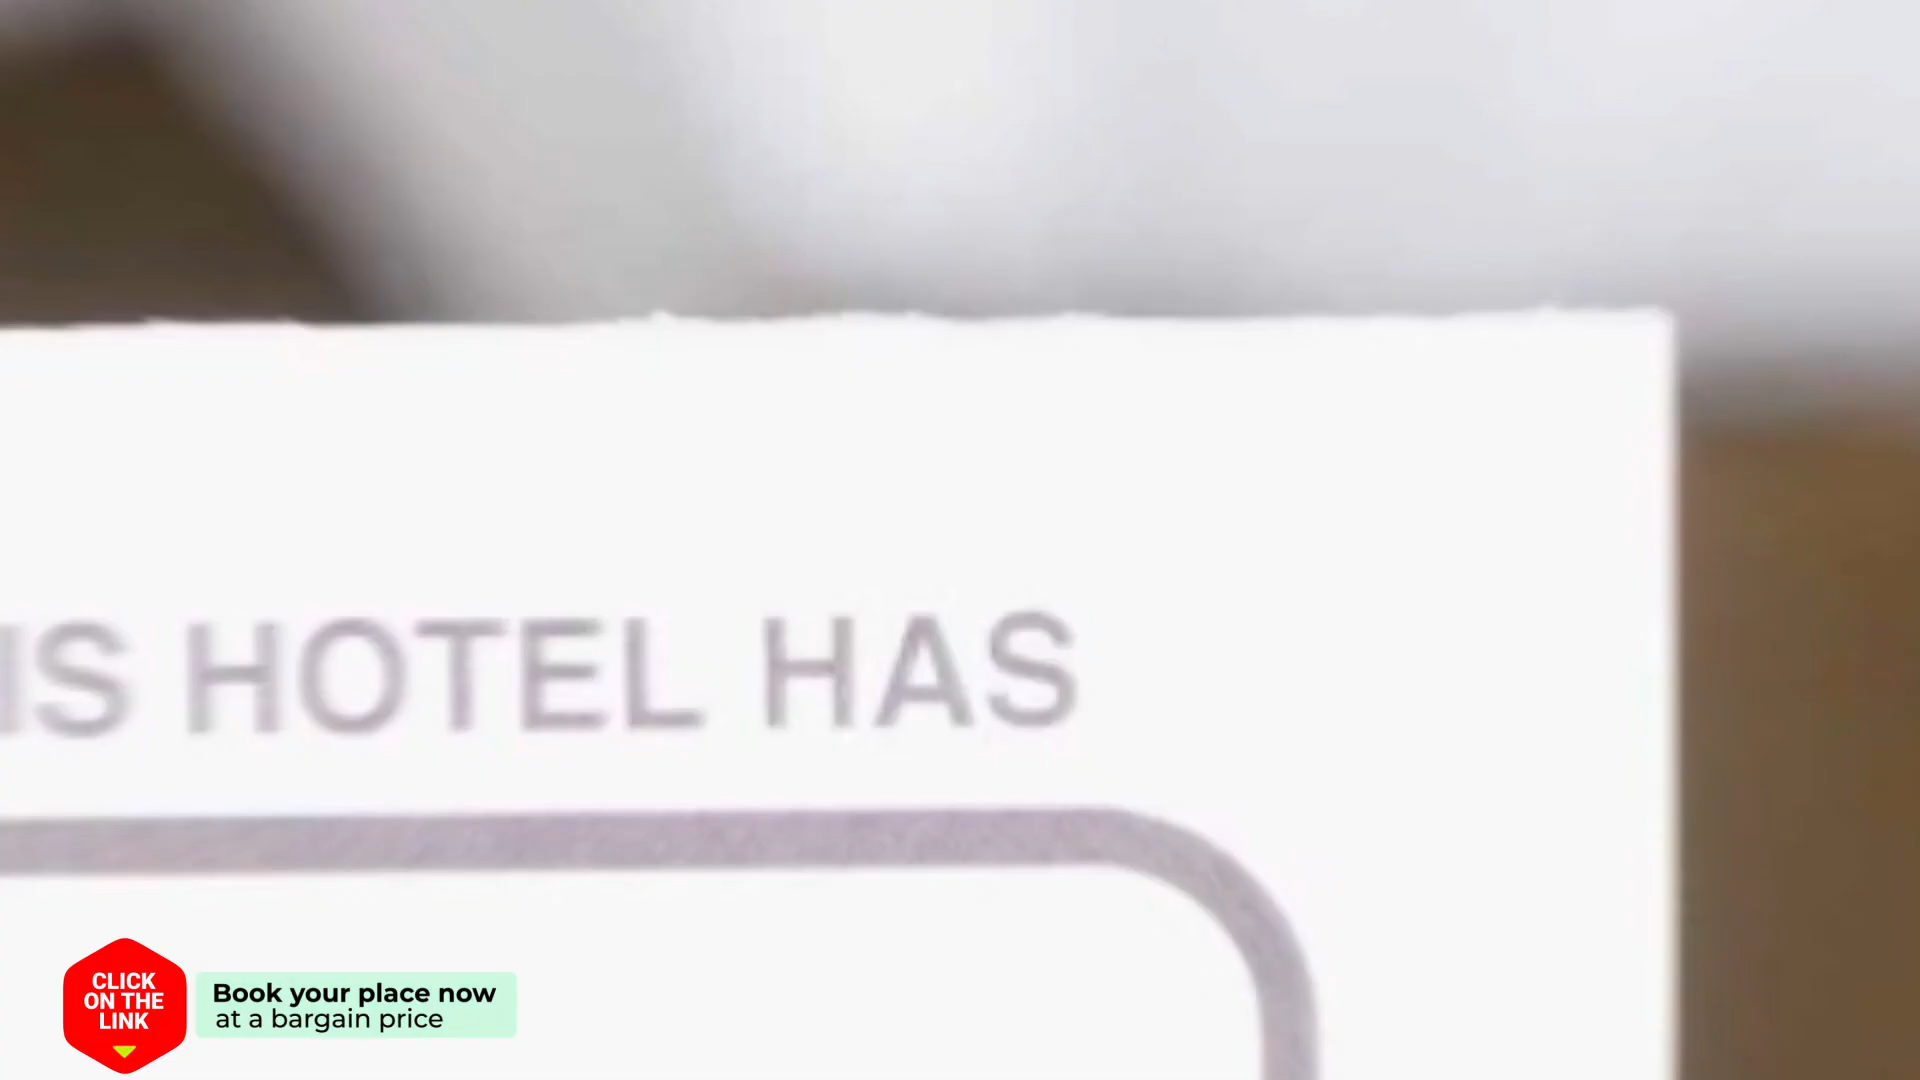 IS HOTEL HAS
CLICK
ON THE
LINK
Book your place now
at a bargain price